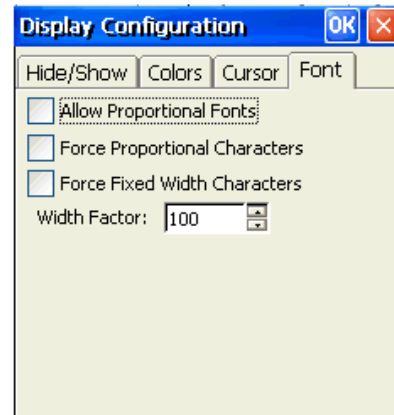 Display Configuration OK
Hide/Show Colors Cursor Font
Allow Proportional Fonts
Force Proportional Characters
Force Fixed Width Characters
Width Factor: 100